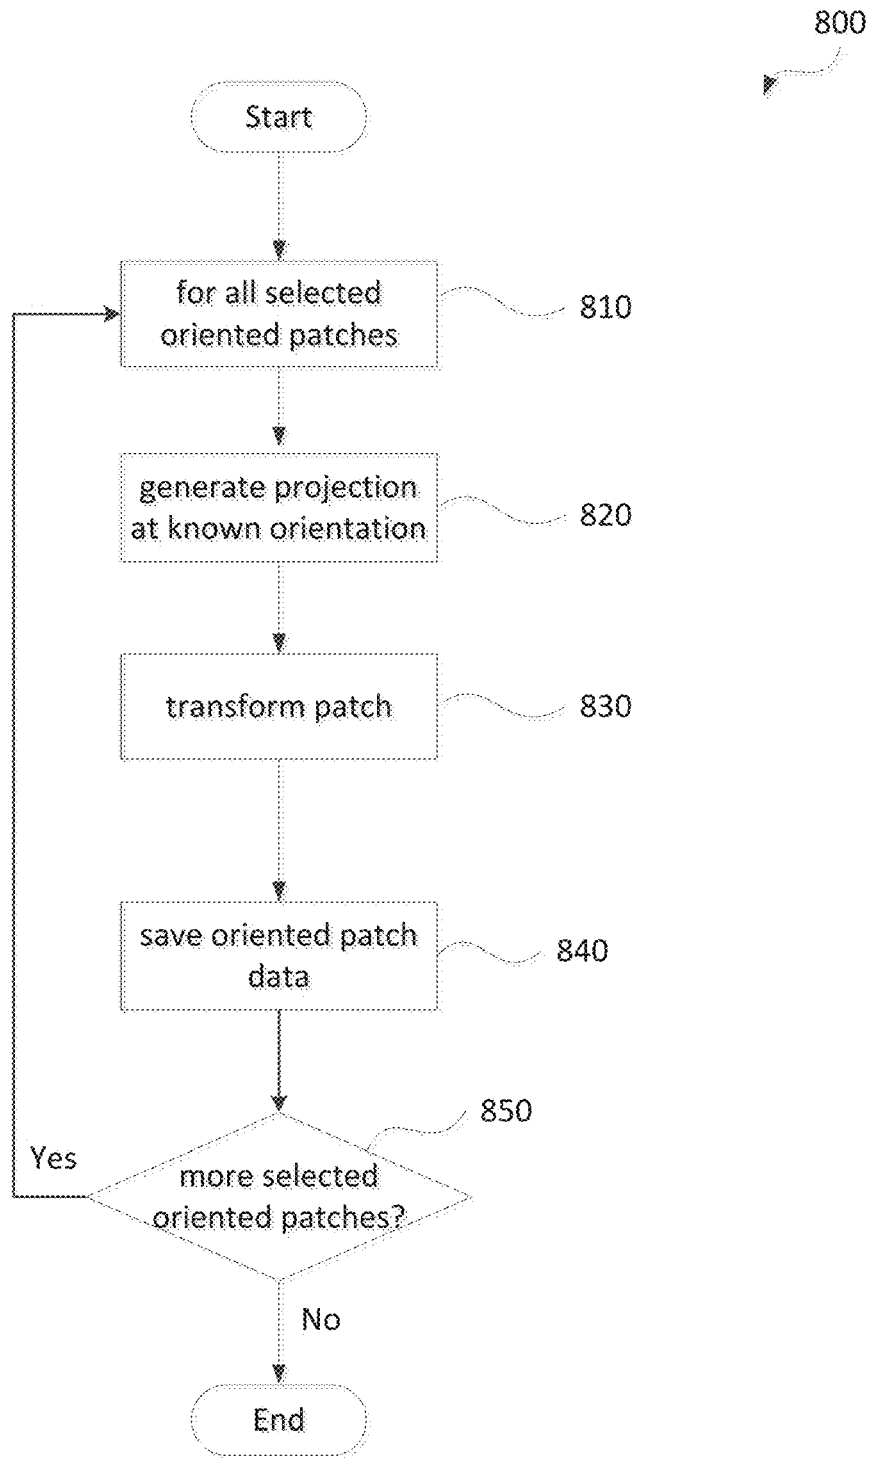 800
Start
for all selected
oriented patches
810
generate projection
at known orientation
820
transform patch
830
save oriented patch
data
840
850
Yes
more selected
oriented patches?
No
End